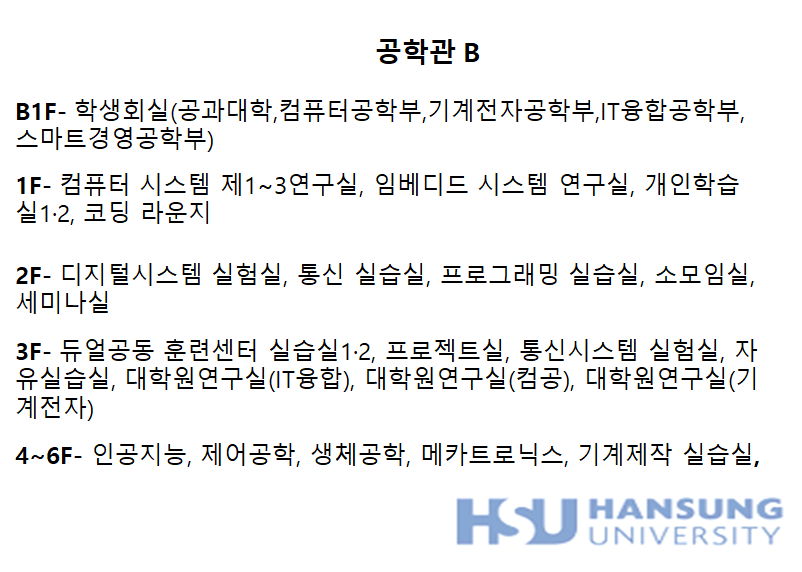 공학관 B
B1F- 학생회실(공과대학,컴퓨터공학부,기계전자공학부,IT융합공학부,
스마트경영공학부)
1F- 컴퓨터 시스템 제1~3연구실, 임베디드 시스템 연구실, 개인학습
실1·2, 코딩 라운지
2F- 디지털시스템 실험실, 통신 실습실, 프로그래밍 실습실, 소모임실,
세미나실
3F- 듀얼공동 훈련센터 실습실1·2, 프로젝트실, 통신시스템 실험실, 자
유실습실, 대학원연구실(IT융합), 대학원연구실(컴공), 대학원연구실(기
계전자)
4~6F- 인공지능, 제어공학, 생체공학, 메카트로닉스, 기계제작 실습실,
HSU HANSUNG
UNIVERSITY